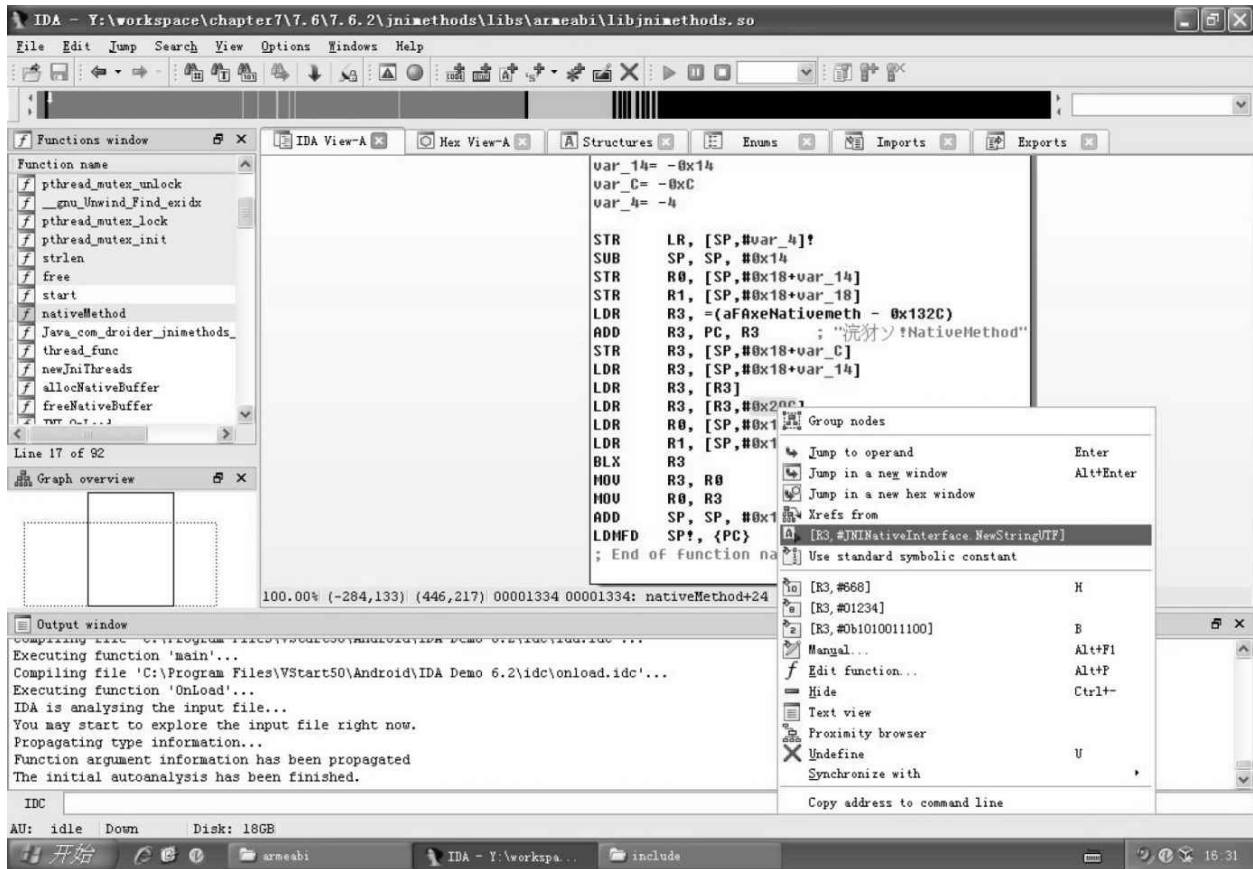 IDA - Y:\workspace\chapter7\7.6\7.6.2\jnimethods\libs\armeabi\libjnimethods.so
File Edit Jump Search View Options Windows Help
Functions window
IDA View-A
Hex View-A
Structures
Enums
Imports
Exports
Function name
pthread_mutex_unlock
__gnu_Unwind_Find_exidx
pthread_mutex_lock
pthread_mutex_init
strlen
free
start
nativeMethod
Java_com_droider_jnimethods_
thread_func
newJniThreads
allocNativeBuffer
freeNativeBuffer
Line 17 of 92
Graph overview
var_14= -0x14
var_C= -0xC
var_4= -4
STR LR, [SP,#var_4]!
SUB SP, SP, #0x14
STR R0, [SP,#0x18+var_14]
STR R1, [SP,#0x18+var_18]
LDR R3, =(aFAxeNativemeth - 0x132C)
ADD R3, PC, R3 ; "浣犲ソ!NativeMethod"
STR R3, [SP,#0x18+var_C]
LDR R3, [SP,#0x18+var_14]
LDR R3, [R3]
LDR R3, [R3,#0x29C]
LDR R0, [SP,#0x1
LDR R1, [SP,#0x1
BLX R3
MOV R3, R0
MOV R0, R3
ADD SP, SP, #0x1
LDMFD SP!, {PC}
; End of function na
100.00% (-284,133) (446,217) 00001334 00001334: nativeMethod+24
Group nodes
Jump to operand Enter
Jump in a new window Alt+Enter
Jump in a new hex window
Xrefs from
[R3,#JNINativeInterface.NewStringUTF]
Use standard symbolic constant
[R3,#668] H
[R3,#01234]
[R3,#0b1010011100] B
Manual... Alt+F1
Edit function... Alt+P
Hide Ctrl+-
Text view
Proximity browser
Undefine U
Synchronize with
Copy address to command line
Output window
Executing function 'main'...
Compiling file 'C:\Program Files\VStart50\Android\IDA Demo 6.2\idc\onload.idc'...
Executing function 'OnLoad'...
IDA is analysing the input file...
You may start to explore the input file right now.
Propagating type information...
Function argument information has been propagated
The initial autoanalysis has been finished.
IDC
AU: idle Down Disk: 18GB
开始
armeabi
IDA - Y:\workspa...
include
16:31